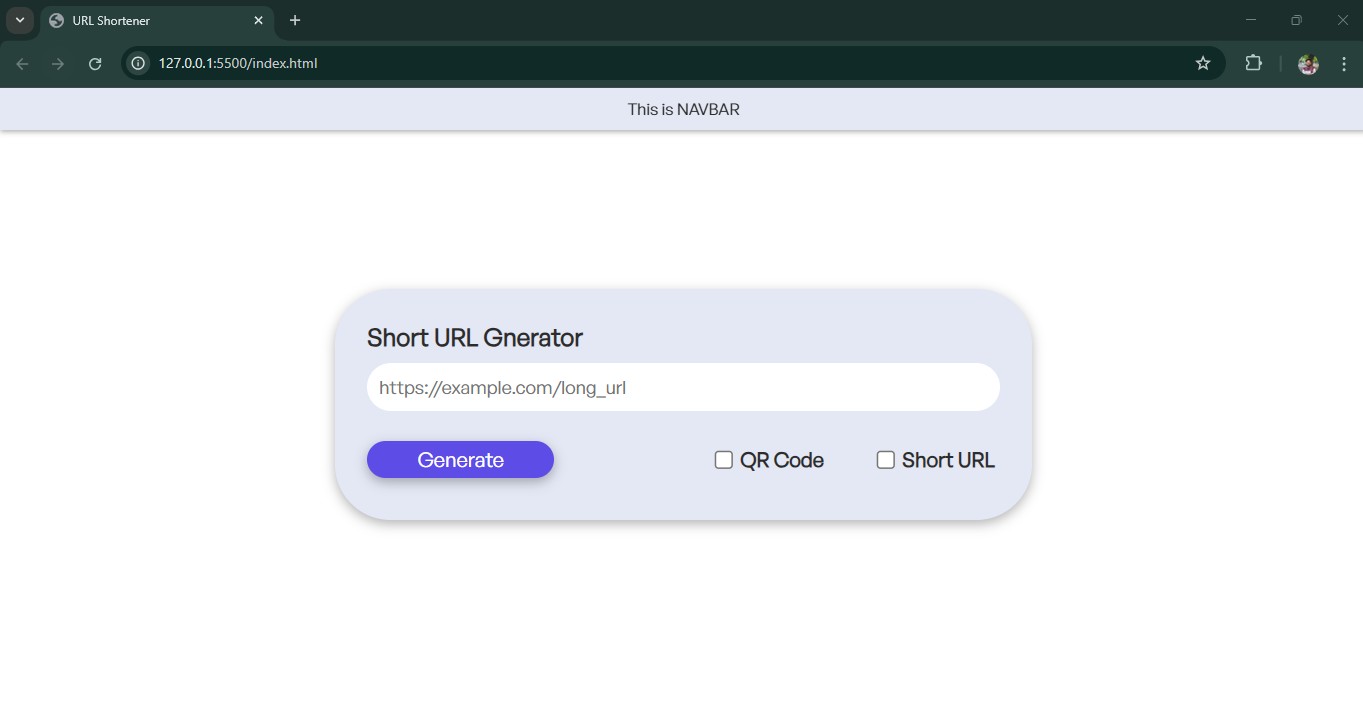 URL Shortener
127.0.0.1:5500/index.html
This is NAVBAR
Short URL Gnerator
https://example.com/long_url
Generate QR Code Short URL